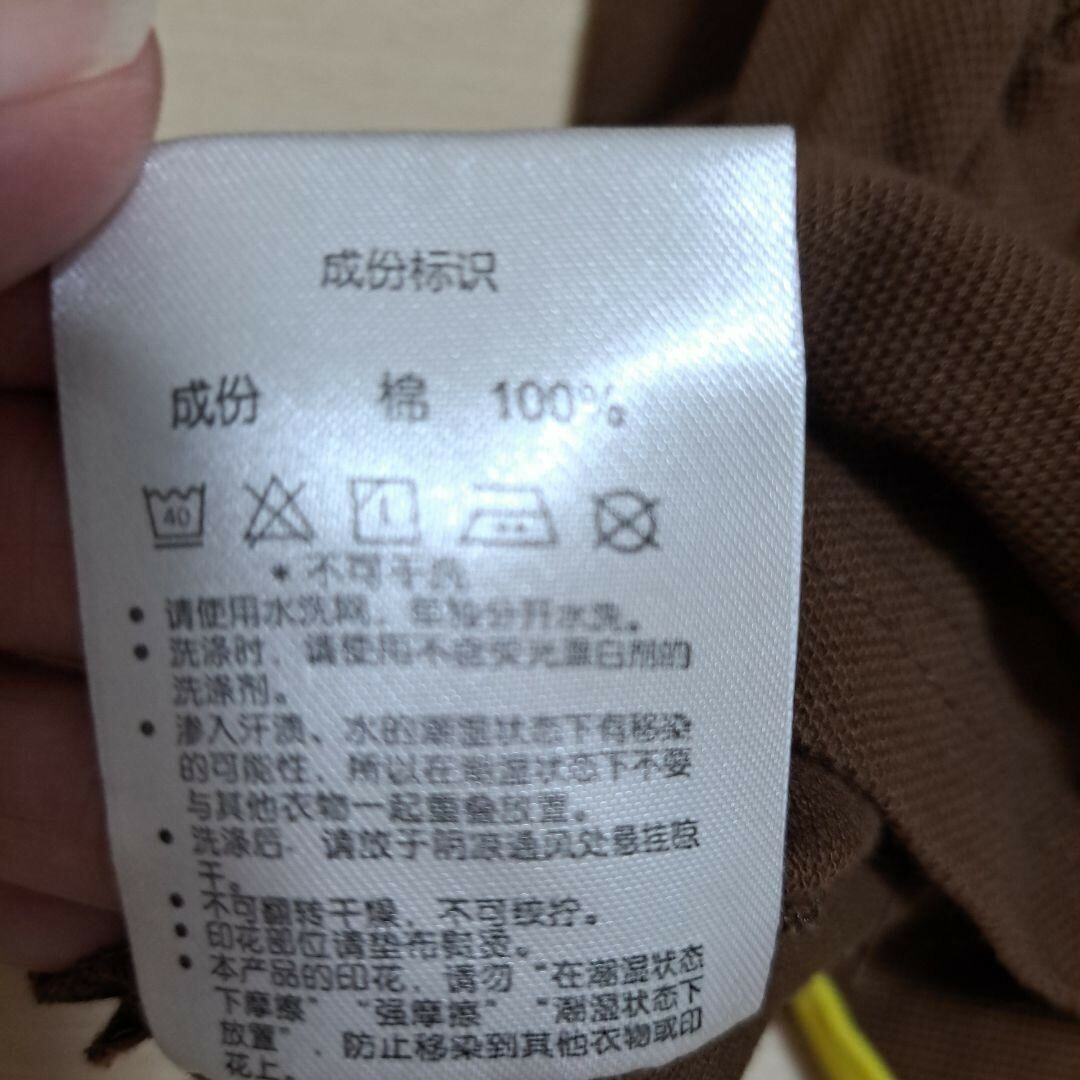 成份标识
成份 棉 100%
40
• 不可干洗
• 请使用水洗网，单独分开水洗。
• 洗涤时，请使用不含荧光漂白剂的
洗涤剂。
• 渗入汗渍、水的潮湿状态下有移染
的可能性，所以在潮湿状态下不要
与其他衣物一起重叠放置。
• 洗涤后，请放于阴凉通风处悬挂晾
干。
• 不可翻转干燥，不可绞拧。
• 印花部位请垫布熨烫。
• 本产品的印花，请勿“在潮湿状态
下摩擦”“强摩擦”“潮湿状态下
放置”，防止移染到其他衣物或印
花上。